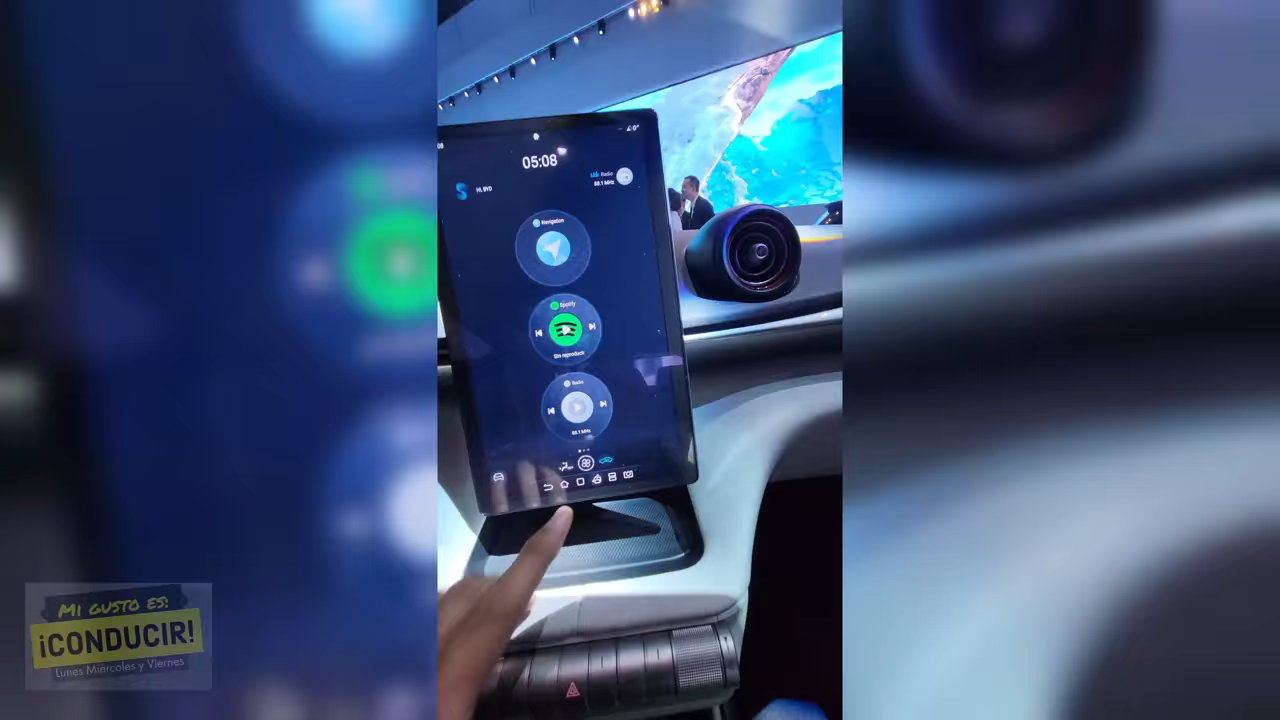 05:08
Radio
88.1 MHz
Hi, BYD
Navigation
Spotify
Sin reproducir
Radio
88.1 MHz
MI GUSTO ES:
¡CONDUCIR!
Lunes Miércoles y Viernes